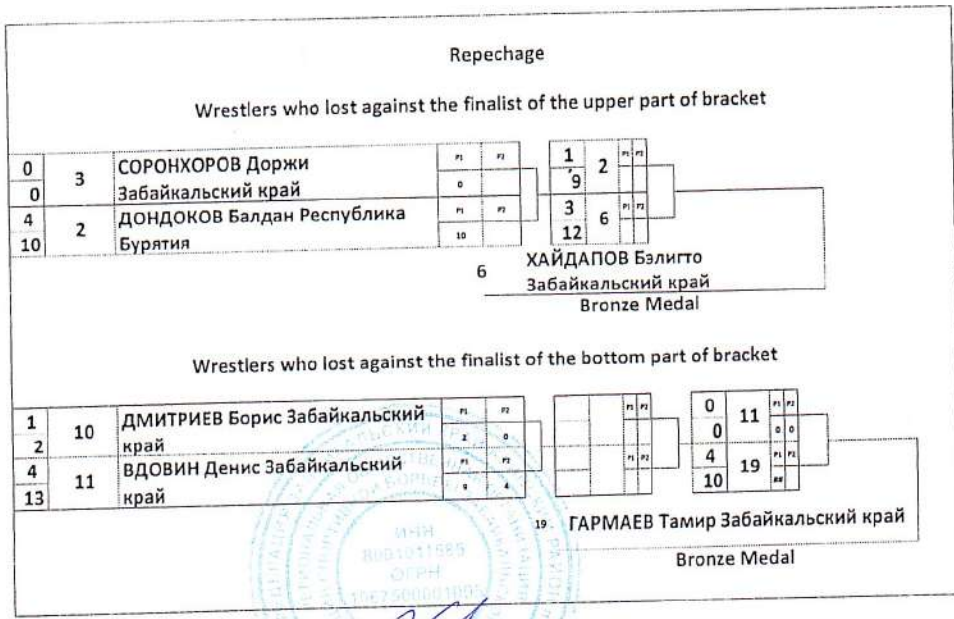 Repechage
Wrestlers who lost against the finalist of the upper part of bracket
0 3 СОРОНХОРОВ Доржи P1 P2 1 2 P1 P2
0 Забайкальский край 0 9
4 2 ДОНДОКОВ Балдан Республика P1 P2 3 6 P1 P2
10 Бурятия 10 12
6 ХАЙДАПОВ Бэлигто
Забайкальский край
Bronze Medal
Wrestlers who lost against the finalist of the bottom part of bracket
1 10 ДМИТРИЕВ Борис Забайкальский P1 P2 P1 P2 0 11 P1 P2
2 край 2 0 0 0 0
4 11 ВДОВИН Денис Забайкальский P1 P2 P1 P2 4 19 P1 P2
13 край 9 4 10 ##
19 ГАРМАЕВ Тамир Забайкальский край
Bronze Medal
ИНН
ОГРН